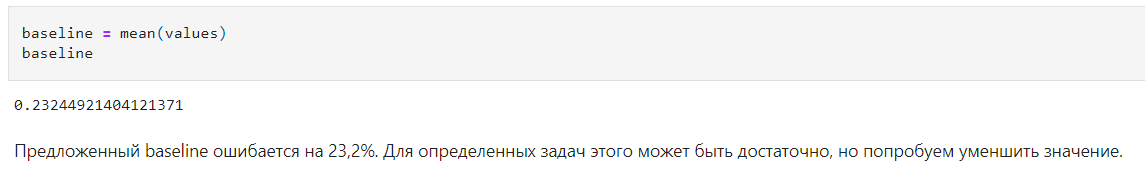 baseline = mean(values)
baseline
0.23244921404121371
Предложенный baseline ошибается на 23,2%. Для определенных задач этого может быть достаточно, но попробуем уменьшить значение.